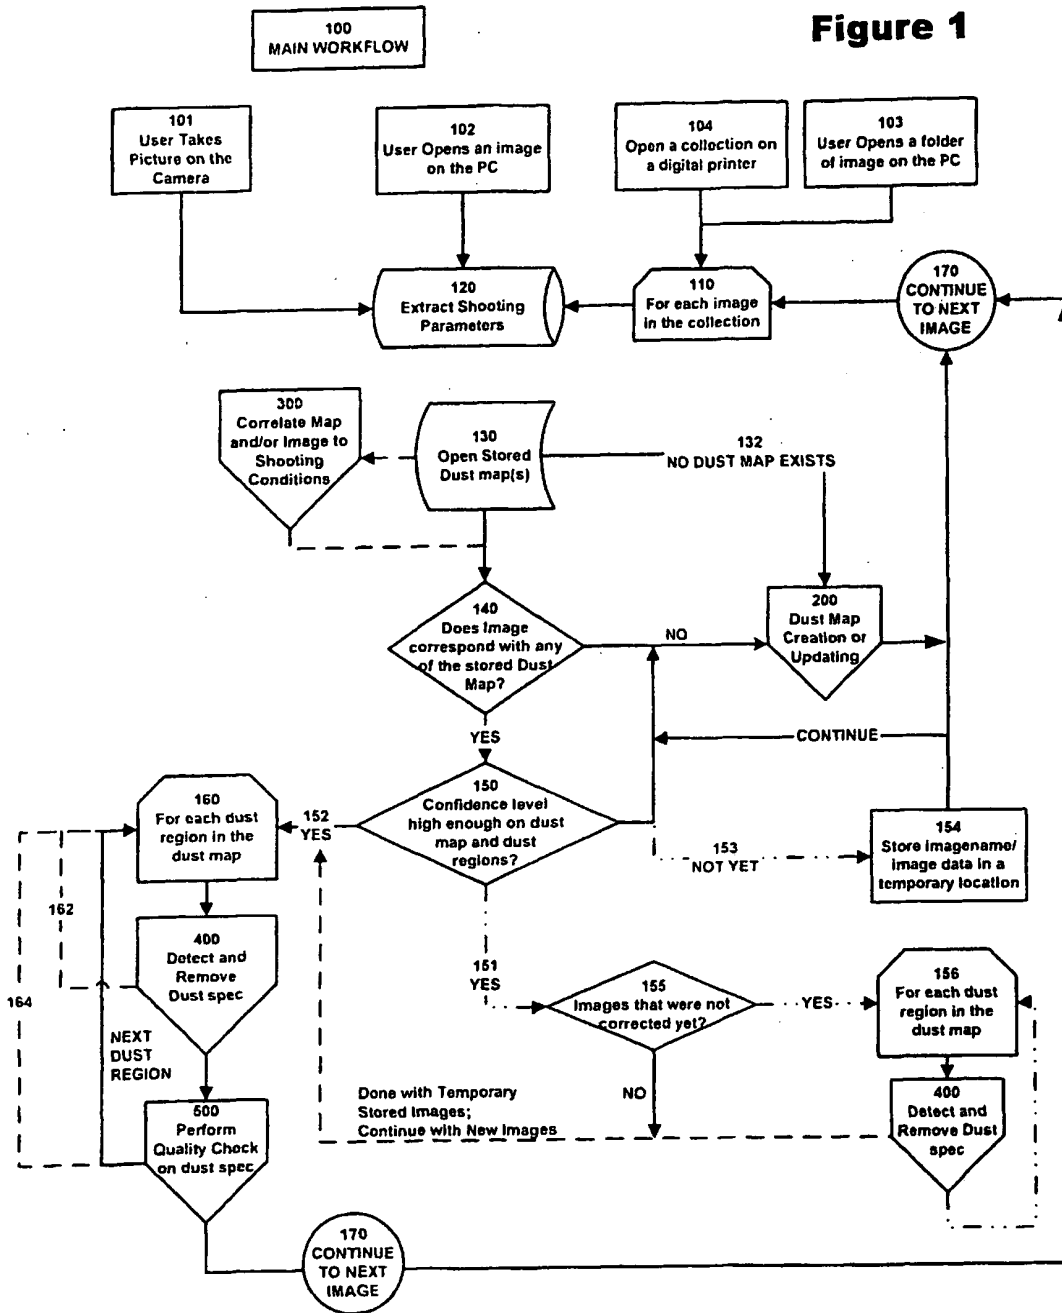 Figure 1
100
MAIN WORKFLOW
101
User Takes
Picture on the
Camera
102
User Opens an image
on the PC
104
Open a collection on
a digital printer
103
User Opens a folder
of image on the PC
120
Extract Shooting
Parameters
110
For each image
in the collection
170
CONTINUE
TO NEXT
IMAGE
300
Correlate Map
and/or Image to
Shooting
Conditions
130
Open Stored
Dust map(s)
132
NO DUST MAP EXISTS
140
Does Image
correspond with any
of the stored Dust
Map?
NO
200
Dust Map
Creation or
Updating
YES
CONTINUE
160
For each dust
region in the
dust map
152
YES
150
Confidence level
high enough on dust
map and dust
regions?
153
NOT YET
154
Store imagename/
image data in a
temporary location
162
400
Detect and
Remove
Dust spec
164
151
YES
155
Images that were not
corrected yet?
YES
156
For each dust
region in the
dust map
NEXT
DUST
REGION
NO
Done with Temporary
Stored Images;
Continue with New Images
400
Detect and
Remove Dust
spec
500
Perform
Quality Check
on dust spec
170
CONTINUE
TO NEXT
IMAGE